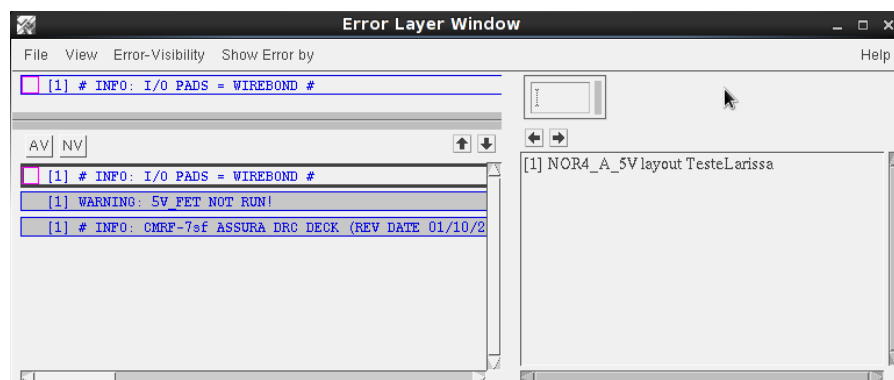 Error Layer Window
File View Error-Visibility Show Error by Help
[1] # INFO: I/O PADS = WIREBOND #
AV NV
[1] # INFO: I/O PADS = WIREBOND #
[1] WARNING: 5V_FET NOT RUN!
[1] # INFO: CMRF-7sf ASSURA DRC DECK (REV DATE 01/10/2
[1] NOR4_A_5V layout TesteLarissa